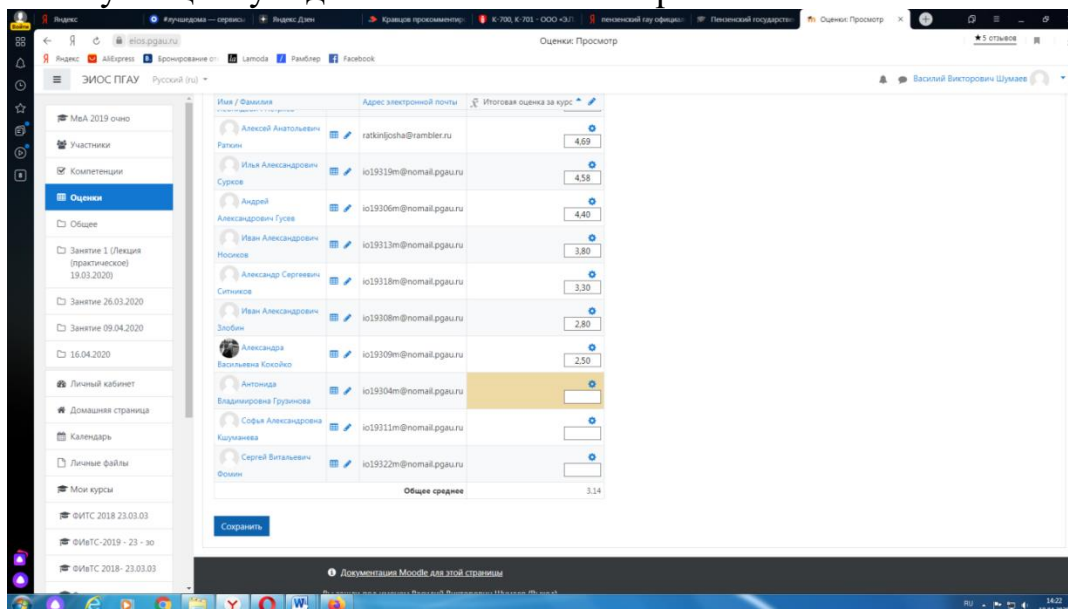 Яндекс
#лучшедома — сервисы
Яндекс.Дзен
Кравцов прокомментир
К-700, К-701 - ООО «ЭЛ
пензенский гау официал
Пензенский государстве
Оценки: Просмотр
Войти
eios.pgau.ru
Оценки: Просмотр
★ 5 отзывов
Яндекс
AliExpress
Бронирование о
Lamoda
Рамблер
Facebook
ЭИОС ПГАУ
Русский (ru)
Василий Викторович Шумаев
МвА 2019 очно
Участники
Компетенции
Оценки
Общее
Занятие 1 (Лекция
(практическое)
19.03.2020)
Занятие 26.03.2020
Занятие 09.04.2020
16.04.2020
Личный кабинет
Домашняя страница
Календарь
Личные файлы
Мои курсы
ФИТС 2018 23.03.03
ФИвТС-2019 - 23 - зо
ФИвТС 2018- 23.03.03
Имя / Фамилия
Адрес электронной почты
Итоговая оценка за курс
Алексей Анатольевич
Раткин
ratkinljosha@rambler.ru
4,69
Илья Александрович
Сурков
io19319m@nomail.pgau.ru
4,58
Андрей
Александрович Гусев
io19306m@nomail.pgau.ru
4,40
Иван Александрович
Носиков
io19313m@nomail.pgau.ru
3,80
Александр Сергеевич
Ситников
io19318m@nomail.pgau.ru
3,30
Иван Александрович
Злобин
io19308m@nomail.pgau.ru
2,80
Александра
Васильевна Кокойко
io19309m@nomail.pgau.ru
2,50
Антонида
Владимировна Грузинова
io19304m@nomail.pgau.ru
Софья Александровна
Кшуманева
io19311m@nomail.pgau.ru
Сергей Витальевич
Фомин
io19322m@nomail.pgau.ru
Общее среднее
3,14
Сохранить
Документация Moodle для этой страницы
RU
14:22